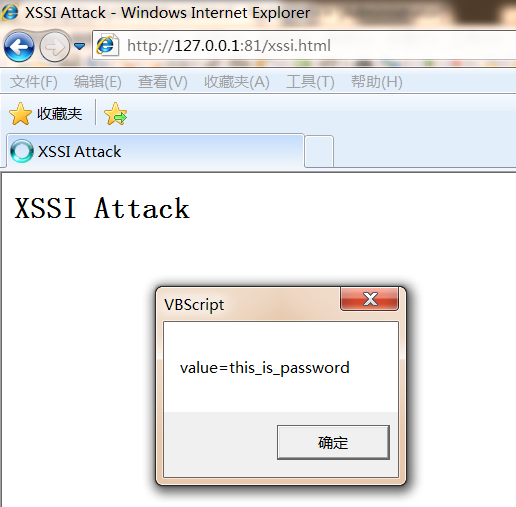 XSSI Attack - Windows Internet Explorer
http://127.0.0.1:81/xssi.html
文件(F) 编辑(E) 查看(V) 收藏夹(A) 工具(T) 帮助(H)
收藏夹
XSSI Attack
XSSI Attack
VBScript
value=this_is_password
确定